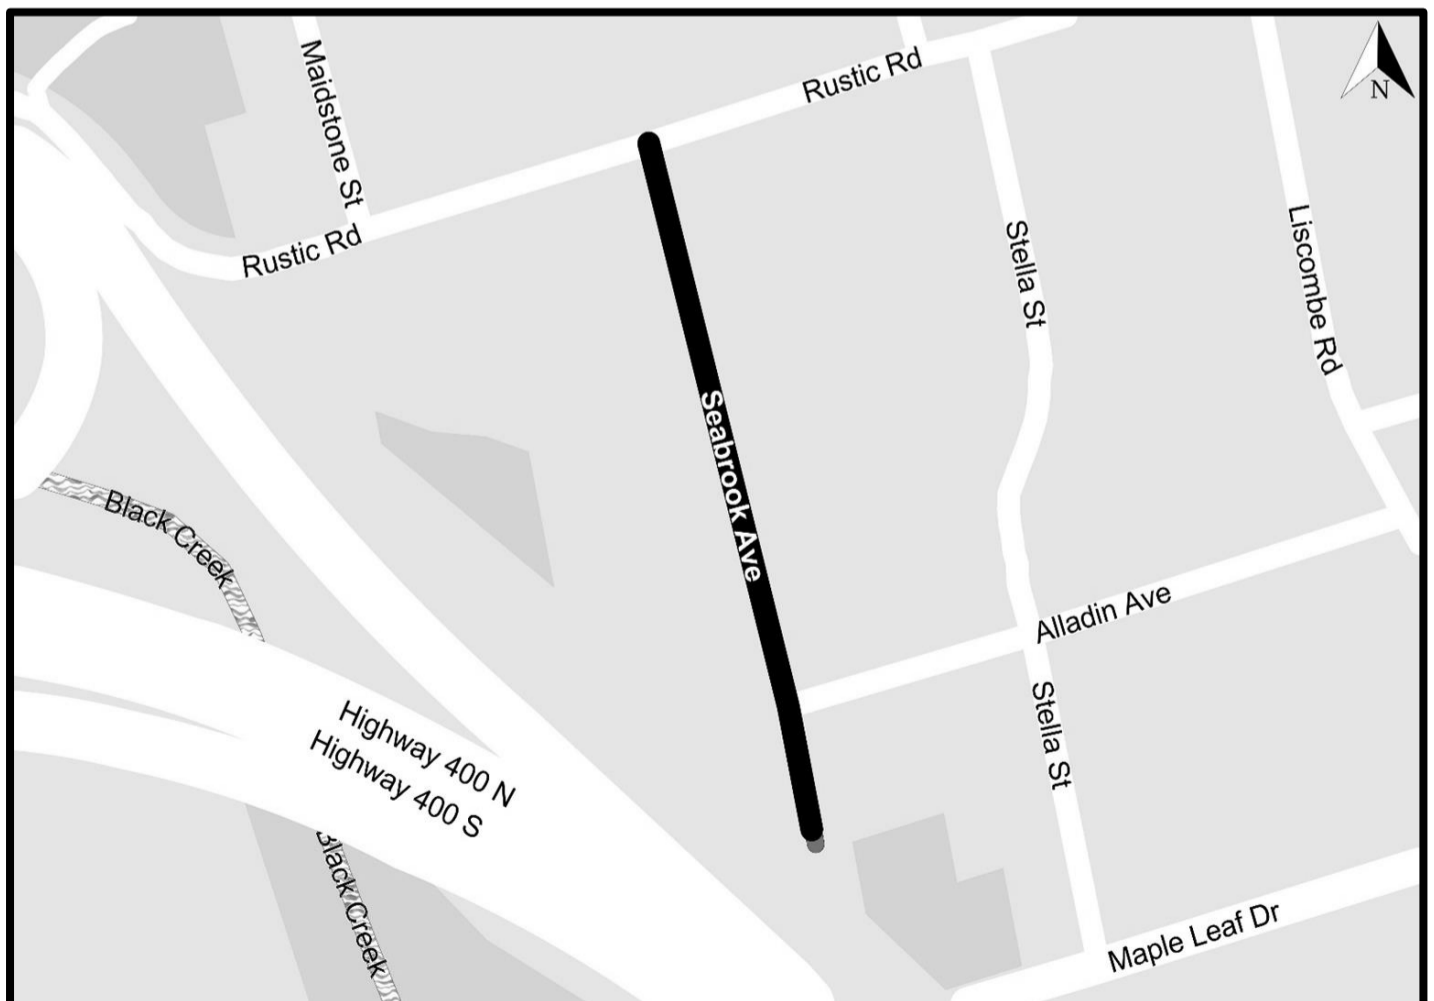 N
Maidstone St
Rustic Rd
Rustic Rd
Stella St
Liscombe Rd
Seabrook Ave
Black Creek
Alladin Ave
Highway 400 N
Highway 400 S
Stella St
Black Creek
Maple Leaf Dr